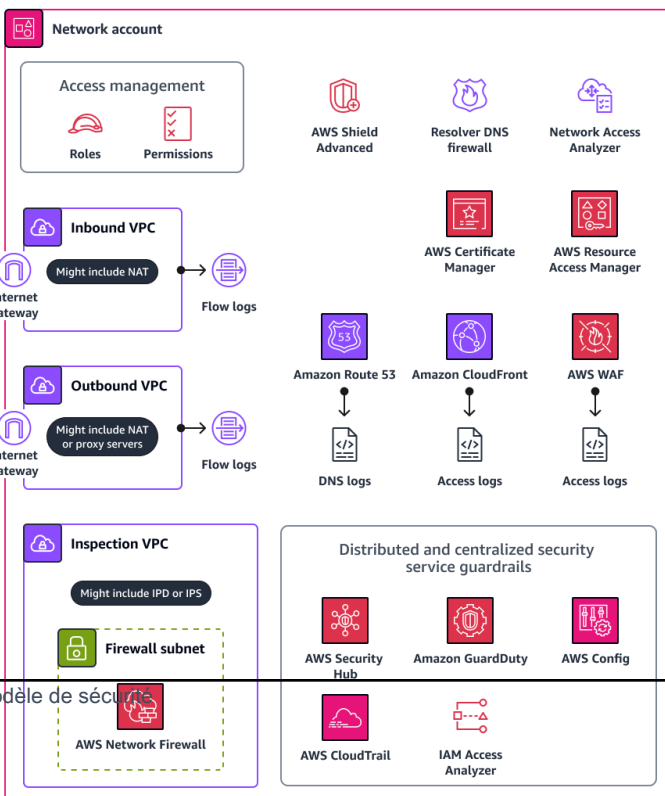 Network account
Access management
Roles
Permissions
AWS Shield
Advanced
Resolver DNS
firewall
Network Access
Analyzer
AWS Certificate
Manager
AWS Resource
Access Manager
Inbound VPC
Might include NAT
Flow logs
53
Amazon Route 53
Amazon CloudFront
AWS WAF
DNS logs
Access logs
Access logs
Outbound VPC
Might include NAT
or proxy servers
Flow logs
Inspection VPC
Might include IPD or IPS
Firewall subnet
AWS Network Firewall
Distributed and centralized security
service guardrails
AWS Security
Hub
Amazon GuardDuty
AWS Config
AWS CloudTrail
IAM Access
Analyzer
de sécurité